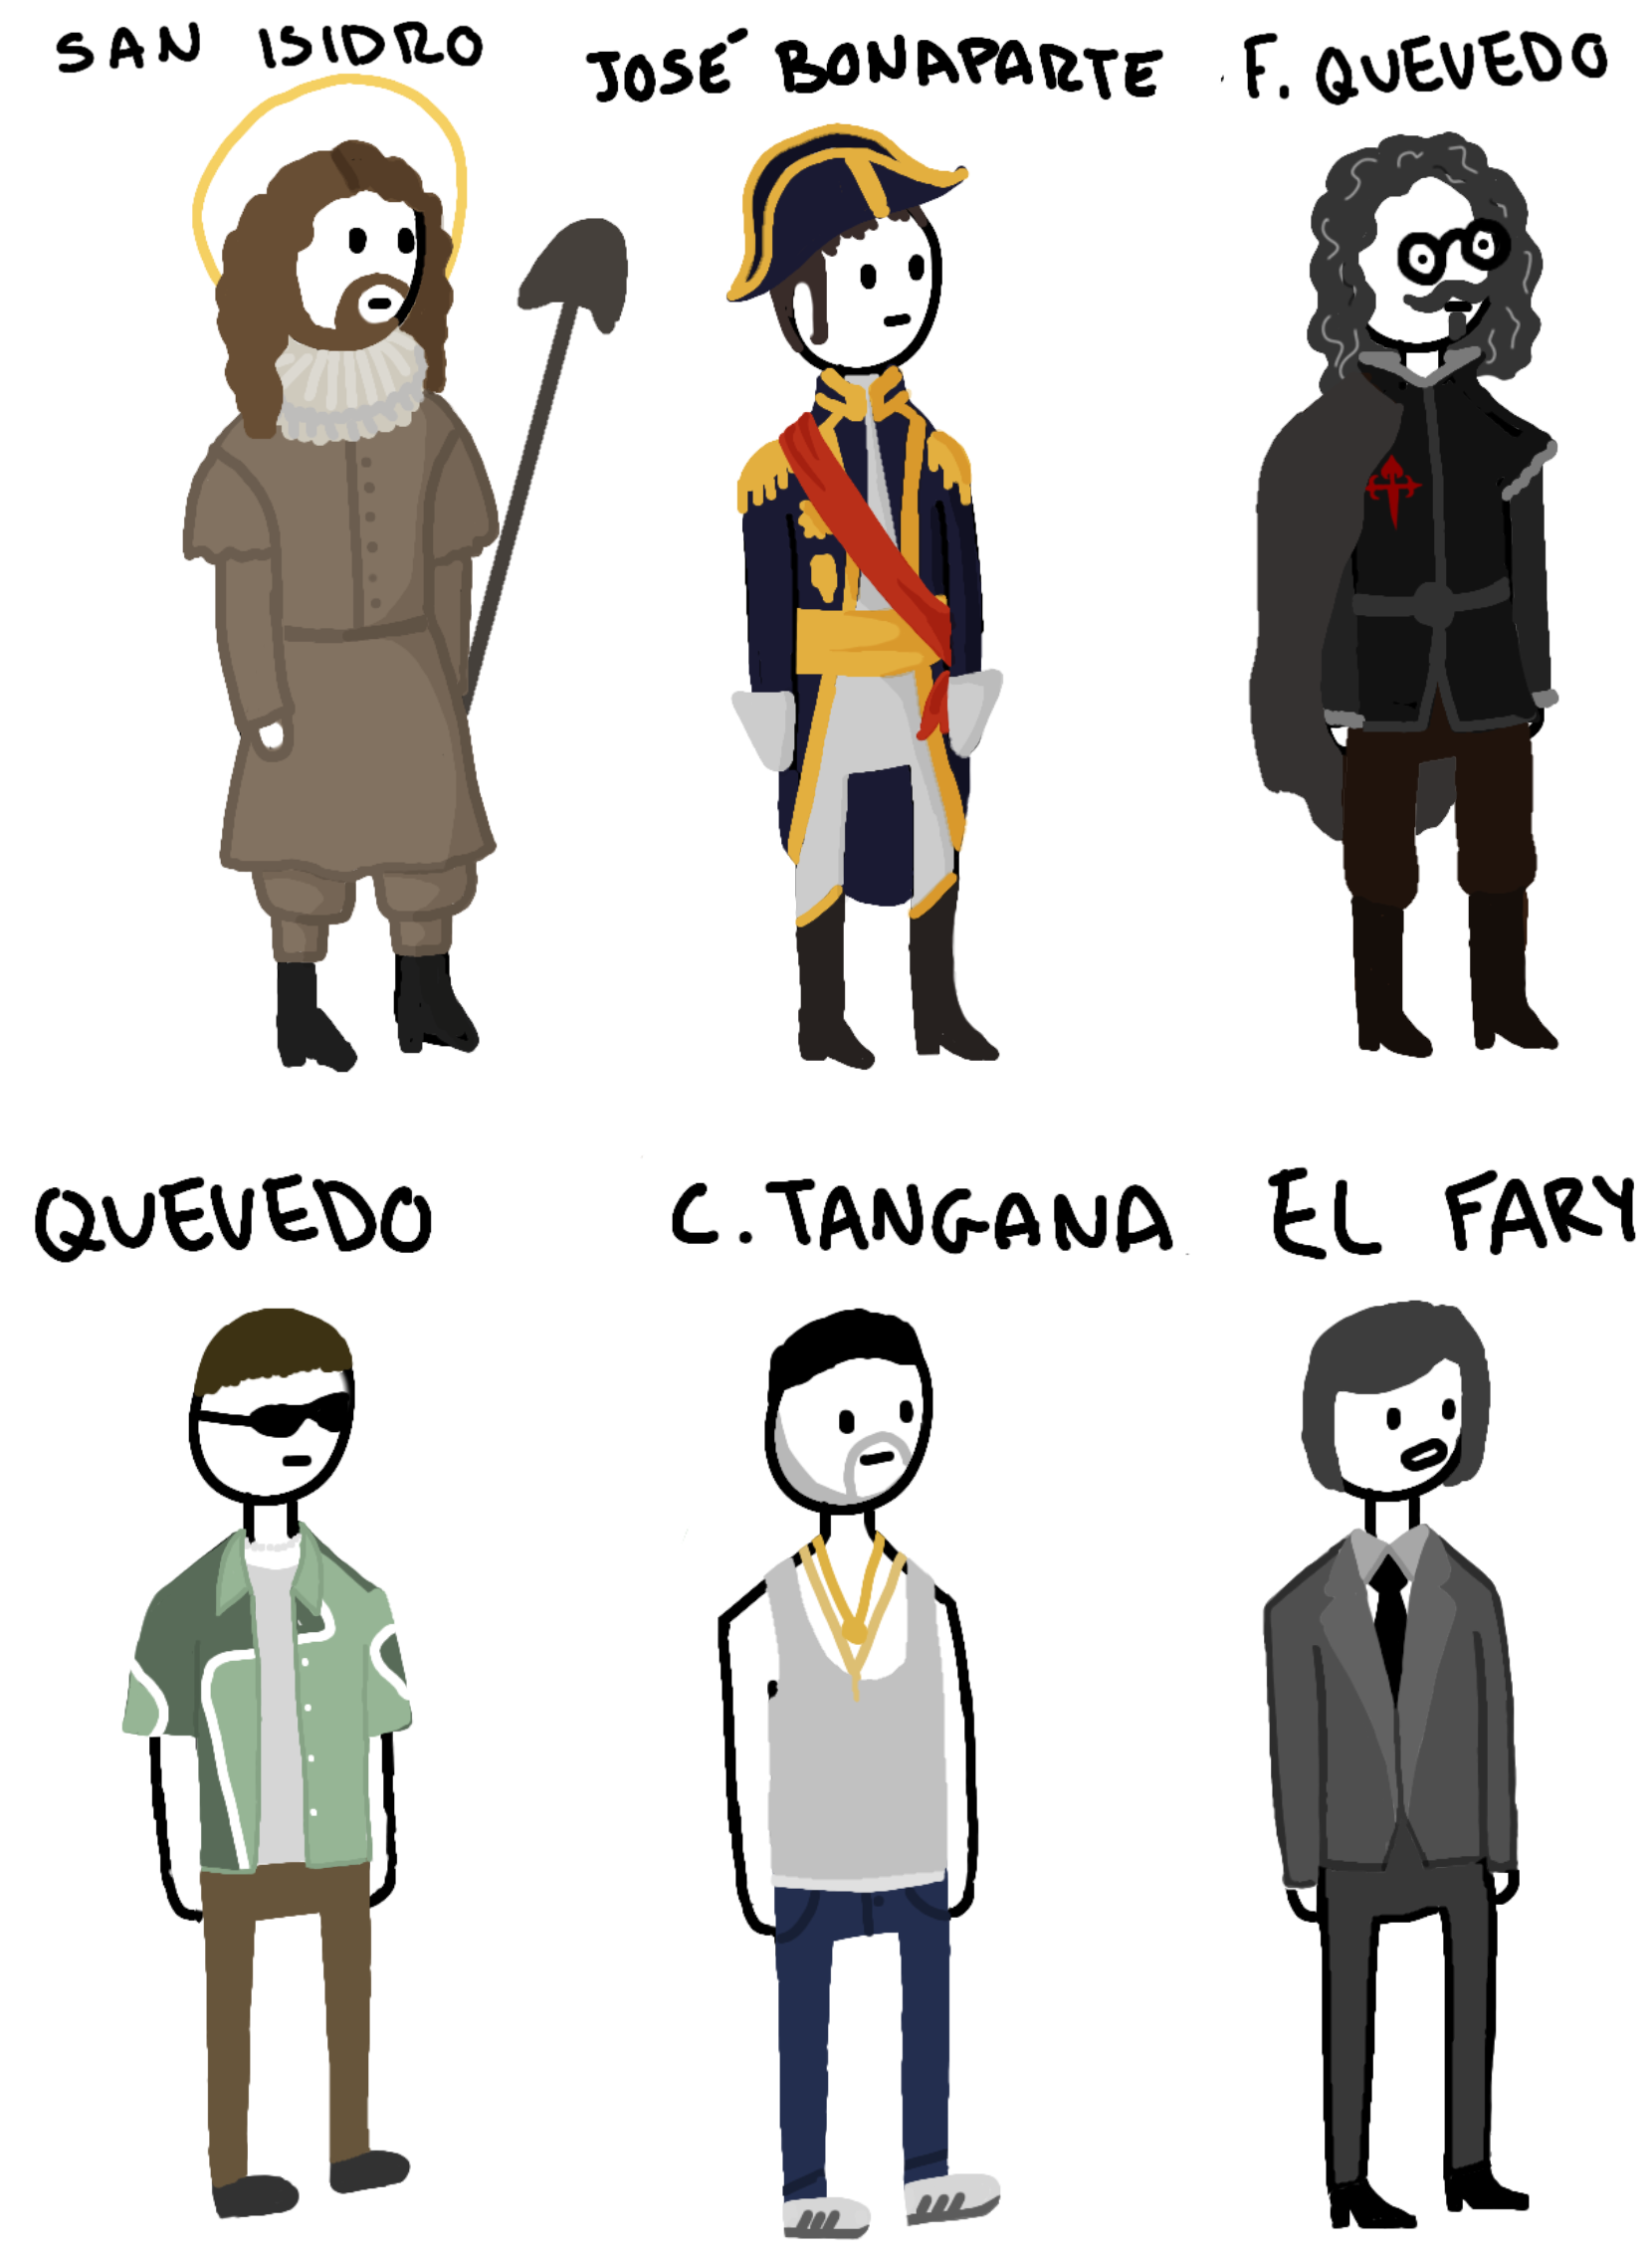 SAN ISIDRO
JOSÉ BONAPARTE
F. QUEVEDO
QUEVEDO
C. TANGANA
EL FARY